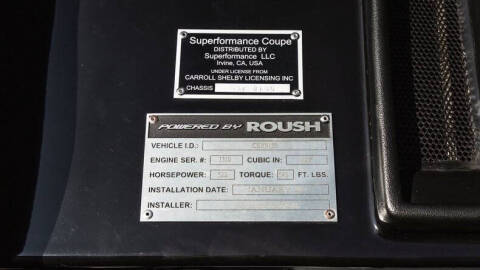 Superformance Coupe
DISTRIBUTED BY
Superformance LLC
Irvine, CA, USA
UNDER LICENSE FROM
CARROLL SHELBY LICENSING INC
CHASSIS
POWERED BY ROUSH
VEHICLE I.D.:
ENGINE SER. #: CUBIC IN:
HORSEPOWER: TORQUE: FT. LBS.
INSTALLATION DATE: JANUARY
INSTALLER: